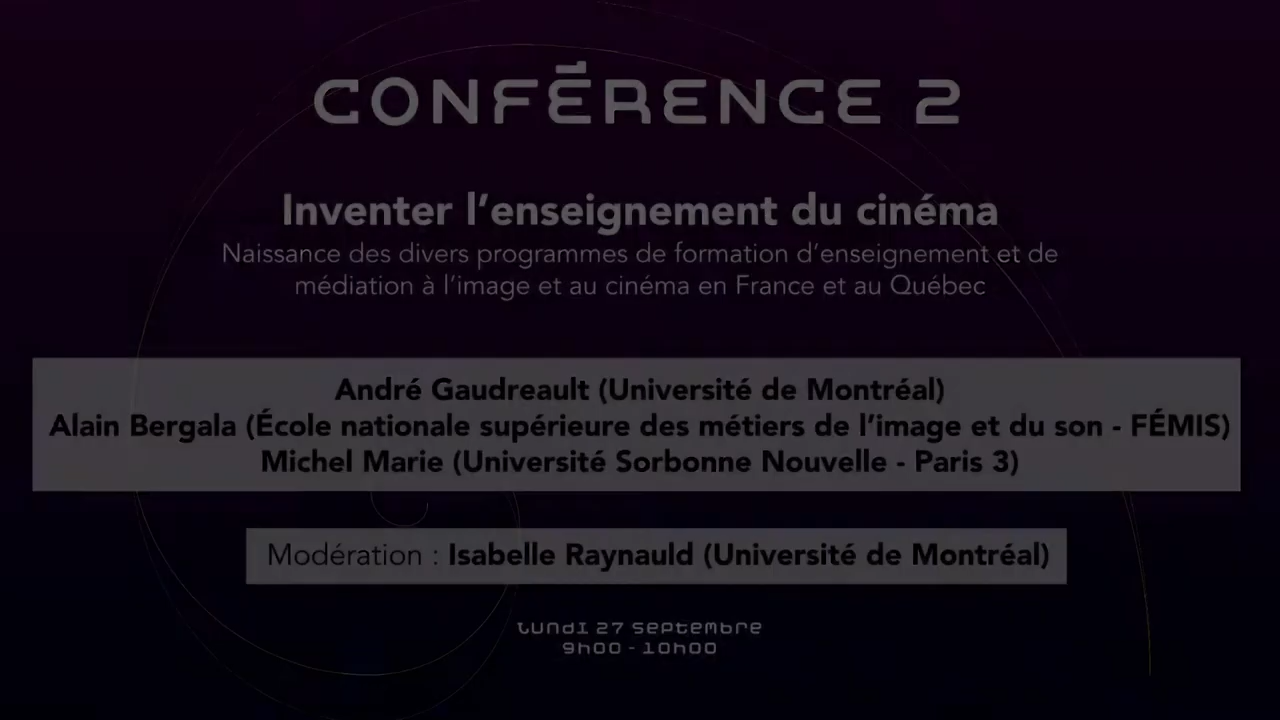 CONFÉRENCE 2
Inventer l’enseignement du cinéma
Naissance des divers programmes de formation d’enseignement et de
médiation à l’image et au cinéma en France et au Québec
André Gaudreault (Université de Montréal)
Alain Bergala (École nationale supérieure des métiers de l’image et du son - FÉMIS)
Michel Marie (Université Sorbonne Nouvelle - Paris 3)
Modération : Isabelle Raynauld (Université de Montréal)
Lundi 27 septembre
9h00 - 10h00